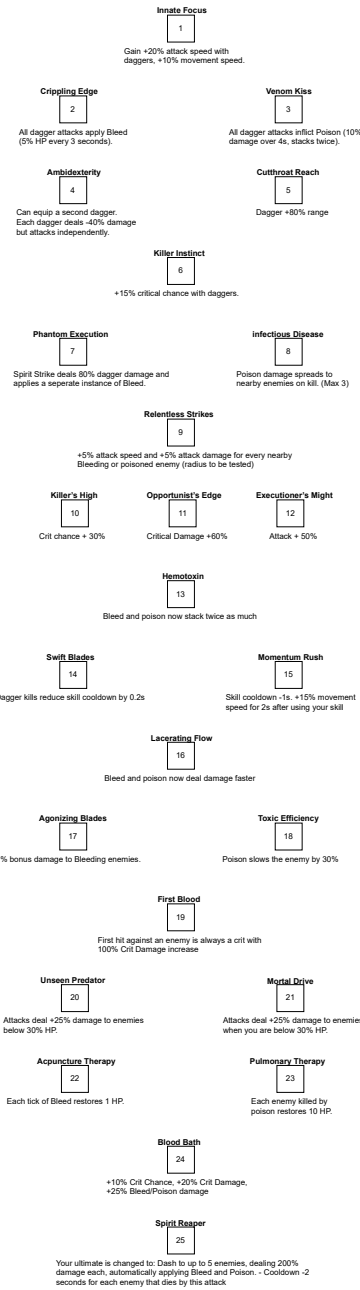 Innate Focus
1
Gain +20% attack speed with
daggers, +10% movement speed.
Crippling Edge
2
All dagger attacks apply Bleed
(5% HP every 3 seconds).
Venom Kiss
3
All dagger attacks inflict Poison (10%
damage over 4s, stacks twice).
Ambidexterity
4
Can equip a second dagger.
Each dagger deals -40% damage
but attacks independently.
Cutthroat Reach
5
Dagger +80% range
Killer Instinct
6
+15% critical chance with daggers.
Phantom Execution
7
Spirit Strike deals 80% dagger damage and
applies a seperate instance of Bleed.
infectious Disease
8
Poison damage spreads to
nearby enemies on kill. (Max 3)
Relentless Strikes
9
+5% attack speed and +5% attack damage for every nearby
Bleeding or poisoned enemy (radius to be tested)
Killer's High
10
Crit chance + 30%
Opportunist's Edge
11
Critical Damage +60%
Executioner's Might
12
Attack + 50%
Hemotoxin
13
Bleed and poison now stack twice as much
Swift Blades
14
agger kills reduce skill cooldown by 0.2s
Momentum Rush
15
Skill cooldown -1s. +15% movement
speed for 2s after using your skill
Lacerating Flow
16
Bleed and poison now deal damage faster
Agonizing Blades
17
% bonus damage to Bleeding enemies.
Toxic Efficiency
18
Poison slows the enemy by 30%
First Blood
19
First hit against an enemy is always a crit with
100% Crit Damage increase
Unseen Predator
20
Attacks deal +25% damage to enemies
below 30% HP.
Mortal Drive
21
Attacks deal +25% damage to enemies
when you are below 30% HP.
Acupuncture Therapy
22
Each tick of Bleed restores 1 HP.
Pulmonary Therapy
23
Each enemy killed by
poison restores 10 HP.
Blood Bath
24
+10% Crit Chance, +20% Crit Damage,
+25% Bleed/Poison damage
Spirit Reaper
25
Your ultimate is changed to: Dash to up to 5 enemies, dealing 200%
damage each, automatically applying Bleed and Poison. - Cooldown -2
seconds for each enemy that dies by this attack